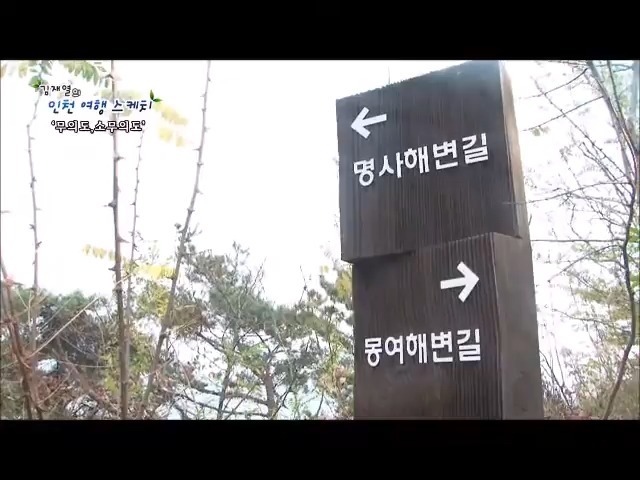 김재열의
인천 여행 스케치
'무의도,소무의도'
←
명사해변길
→
몽여해변길